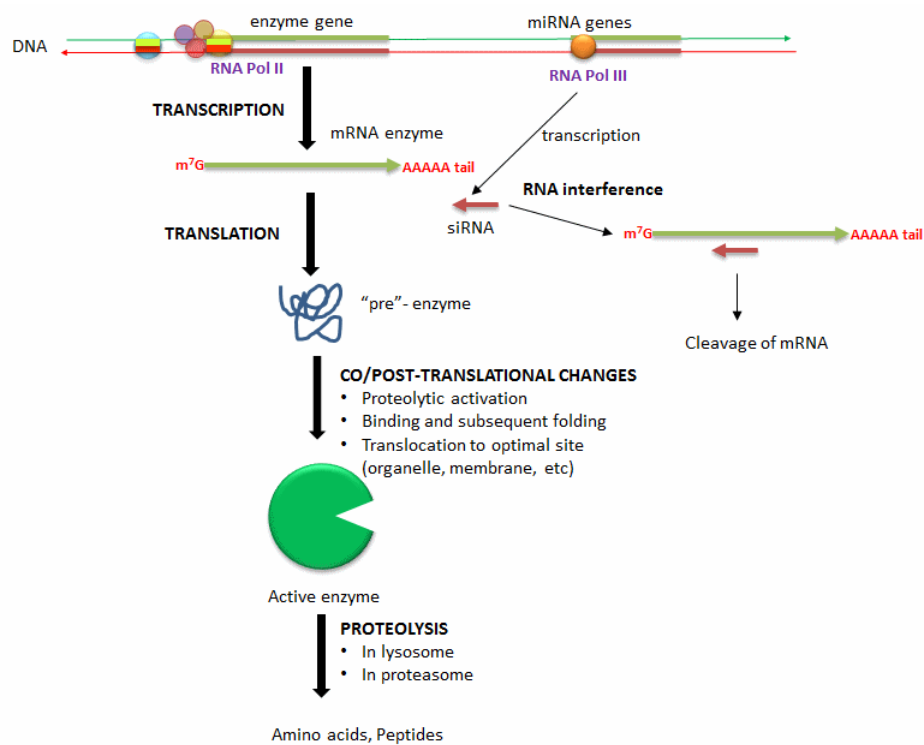 enzyme gene
miRNA genes
DNA
RNA Pol II
RNA Pol III
TRANSCRIPTION
mRNA enzyme
transcription
m⁷G
AAAAA tail
RNA interference
siRNA
m⁷G
AAAAA tail
TRANSLATION
“pre”- enzyme
Cleavage of mRNA
CO/POST-TRANSLATIONAL CHANGES
• Proteolytic activation
• Binding and subsequent folding
• Translocation to optimal site
(organelle, membrane, etc)
Active enzyme
PROTEOLYSIS
• In lysosome
• In proteasome
Amino acids, Peptides